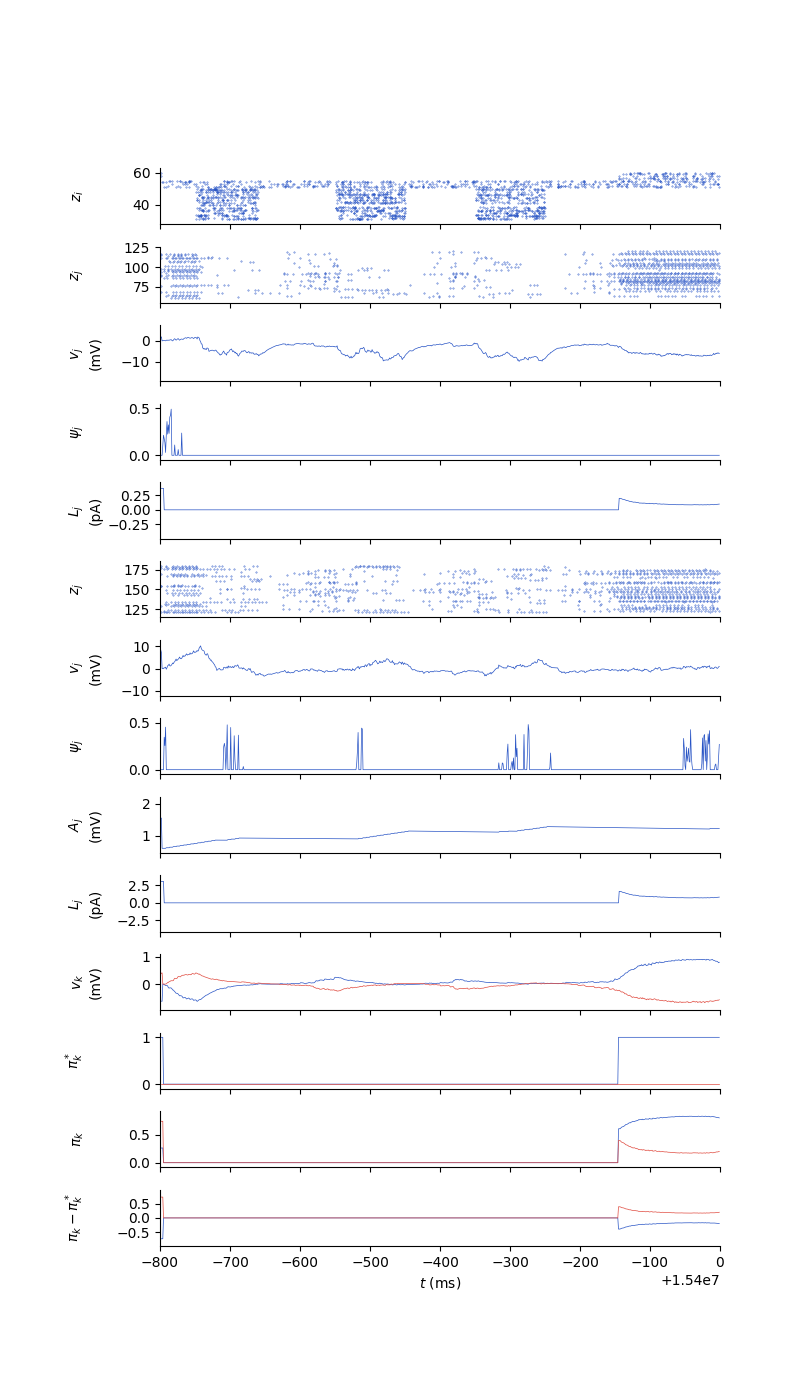 z_i
60
40
z_j
125
100
75
v_j
(mV)
0
−10
ψ_j
0.5
0.0
L_j
(pA)
0.25
0.00
−0.25
z_j
175
150
125
v_j
(mV)
10
0
−10
ψ_j
0.5
0.0
A_j
(mV)
2
1
L_j
(pA)
2.5
0.0
−2.5
v_k
(mV)
1
0
π_k^*
1
0
π_k
0.5
0.0
π_k − π_k^*
0.5
0.0
−0.5
−800 −700 −600 −500 −400 −300 −200 −100 0
t (ms)
+1.54e7